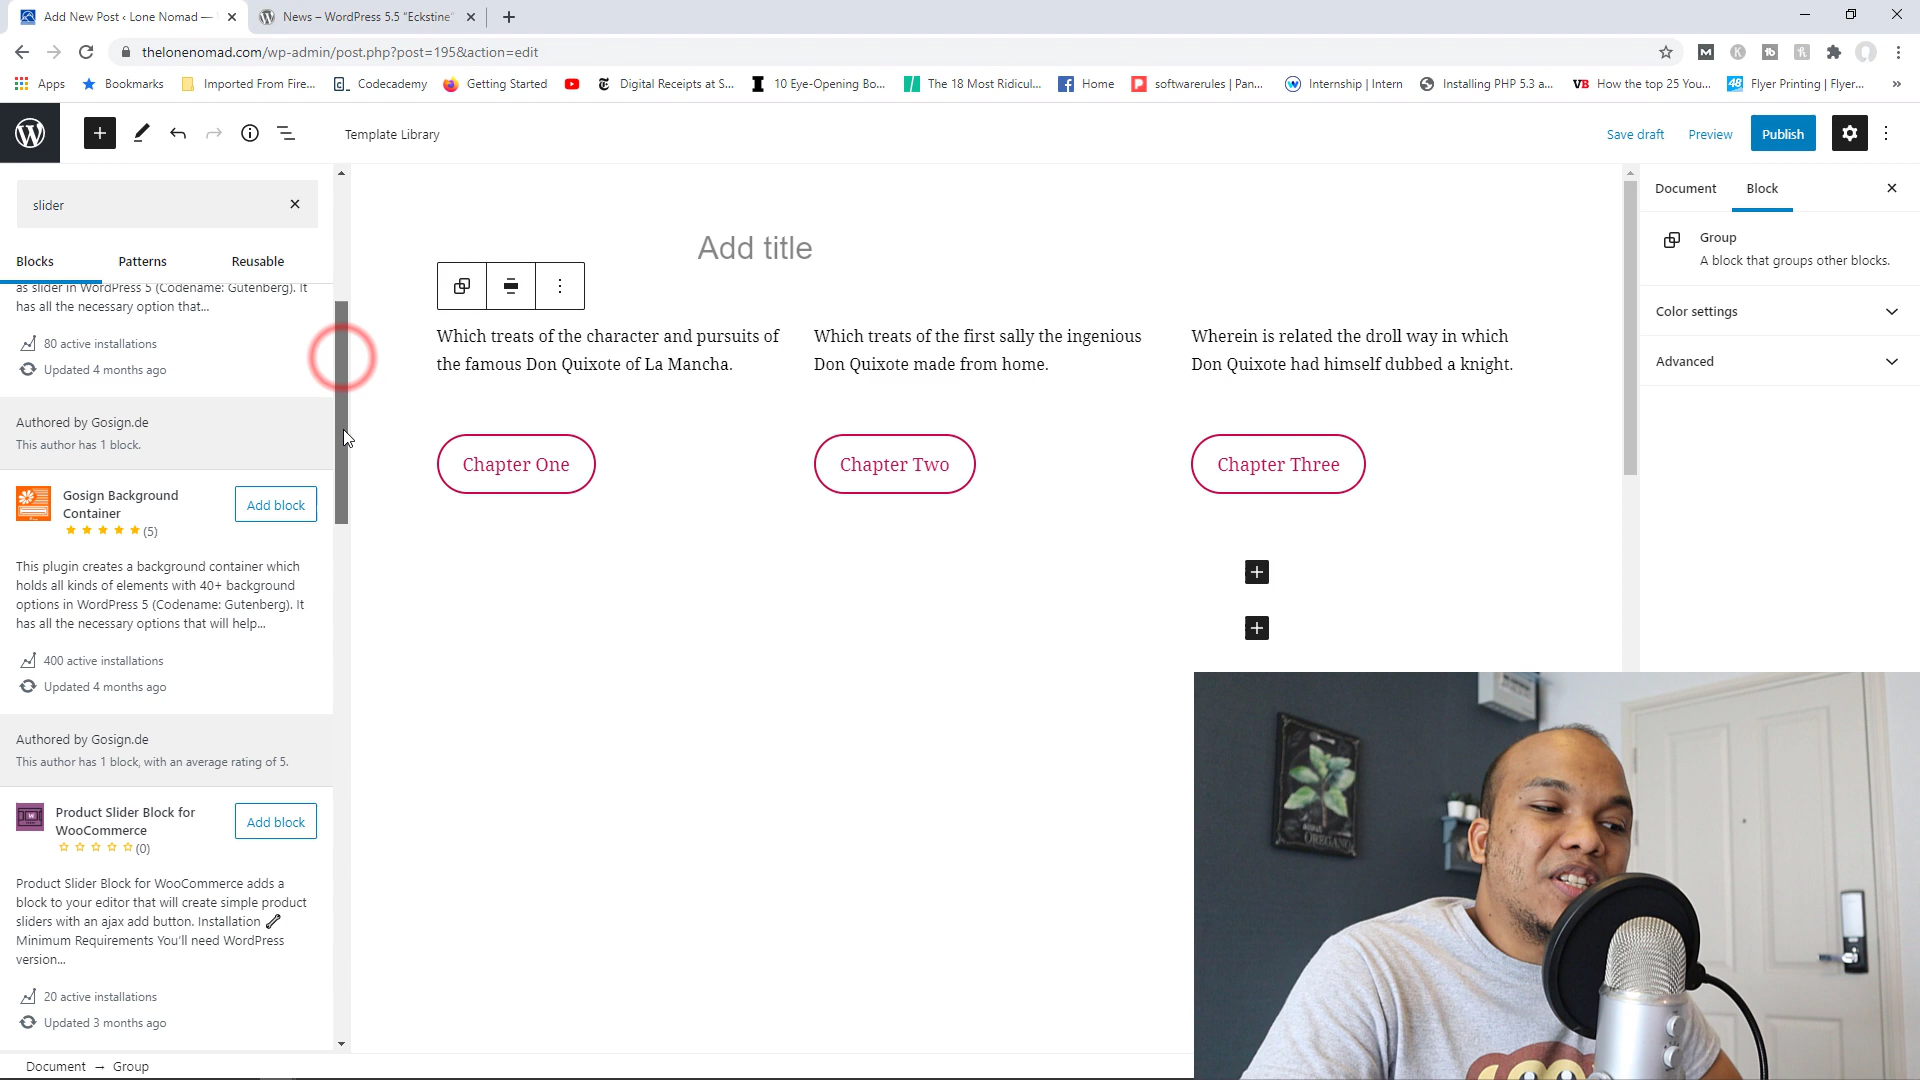 Add New Post ‹ Lone Nomad —
News – WordPress 5.5 "Eckstine"
thelonenomad.com/wp-admin/post.php?post=195&action=edit
Apps
Bookmarks
Imported From Fire...
Codecademy
Getting Started
Digital Receipts at S...
10 Eye-Opening Bo...
The 18 Most Ridicul...
Home
softwarerules | Pan...
Internship | Intern
Installing PHP 5.3 a...
How the top 25 You...
Flyer Printing | Flyer...
»
Template Library
Save draft
Preview
Publish
slider
Blocks
Patterns
Reusable
as slider in WordPress 5 (Codename: Gutenberg). It
has all the necessary option that...
80 active installations
Updated 4 months ago
Authored by Gosign.de
This author has 1 block.
Gosign Background
Container
(5)
Add block
This plugin creates a background container which
holds all kinds of elements with 40+ background
options in WordPress 5 (Codename: Gutenberg). It
has all the necessary options that will help...
400 active installations
Updated 4 months ago
Authored by Gosign.de
This author has 1 block, with an average rating of 5.
Product Slider Block for
WooCommerce
(0)
Add block
Product Slider Block for WooCommerce adds a
block to your editor that will create simple product
sliders with an ajax add button. Installation
Minimum Requirements You'll need WordPress
version...
20 active installations
Updated 3 months ago
Document → Group
Add title
Which treats of the character and pursuits of
the famous Don Quixote of La Mancha.
Chapter One
Which treats of the first sally the ingenious
Don Quixote made from home.
Chapter Two
Wherein is related the droll way in which
Don Quixote had himself dubbed a knight.
Chapter Three
Document
Block
Group
A block that groups other blocks.
Color settings
Advanced
OREGANO